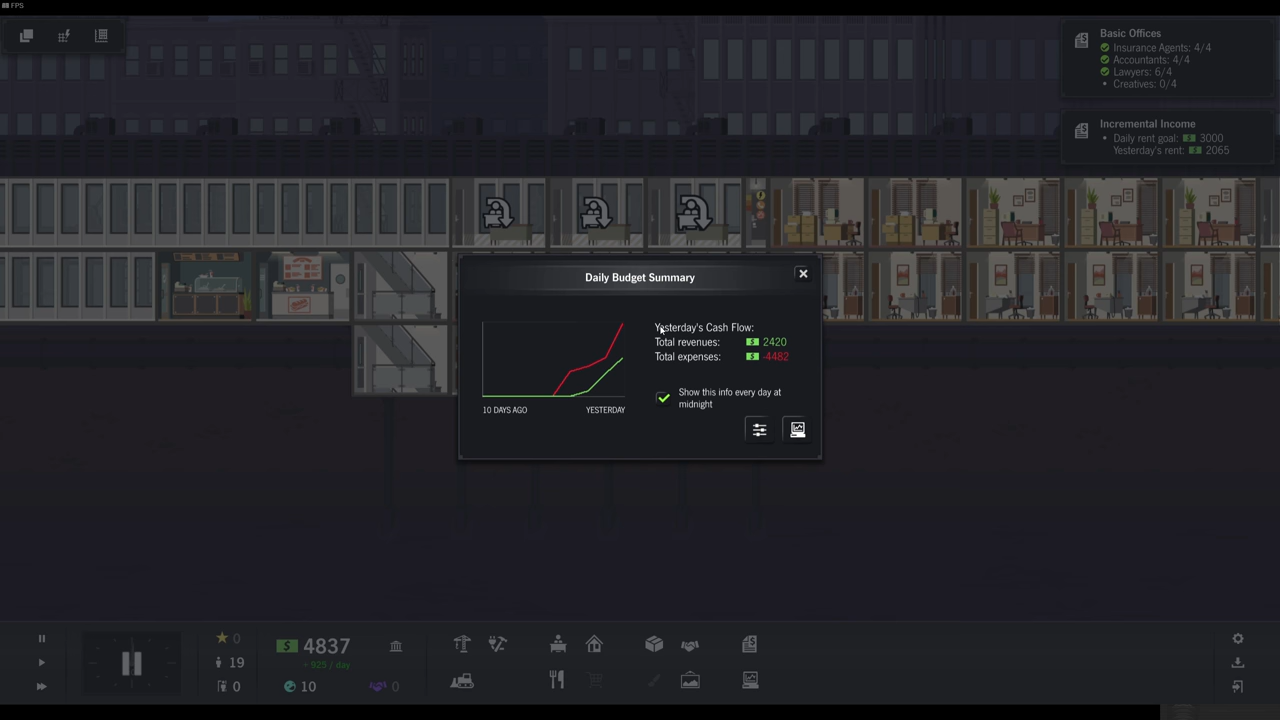 FPS
Basic Offices
Insurance Agents: 4/4
Accountants: 4/4
Lawyers: 6/4
• Creatives: 0/4
Incremental Income
• Daily rent goal: 3000
Yesterday's rent: 2065
Daily Budget Summary
Yesterday's Cash Flow:
Total revenues: 2420
Total expenses: -4482
Show this info every day at
midnight
10 DAYS AGO YESTERDAY
0
4837
19
+ 925 / day
0
10
0